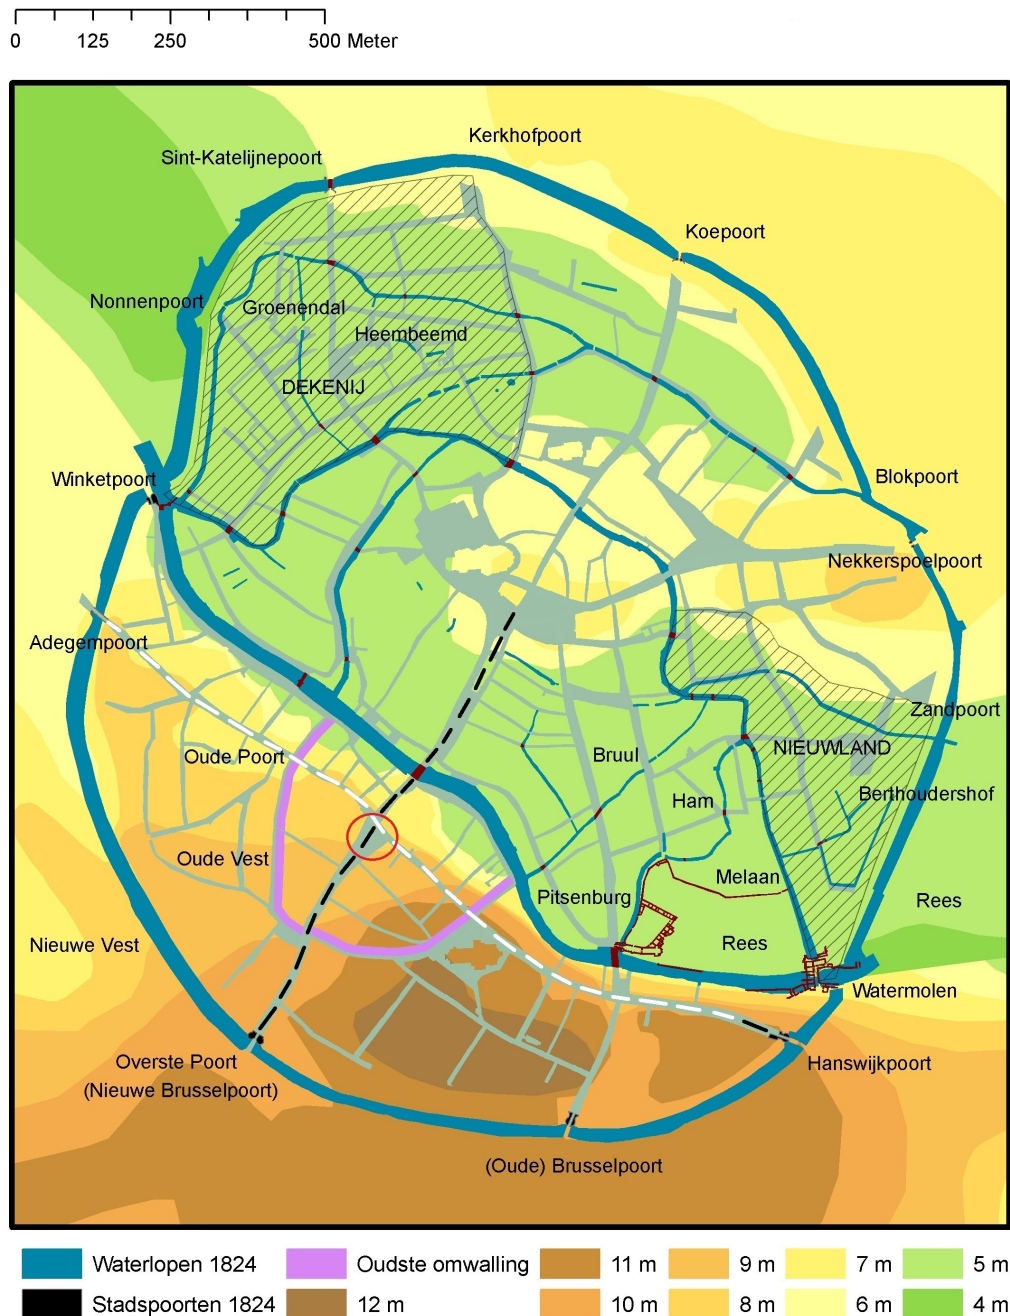 0 125 250 500 Meter
Kerkhofpoort
Sint-Katelijnepoort
Koepoort
Nonnenpoort
Groenendal
Heembeemd
DEKENIJ
Winketpoort
Blokpoort
Nekkerspoelpoort
Adegempoort
Zandpoort
Oude Poort
Bruul
NIEUWLAND
Ham
Berthoudershof
Oude Vest
Melaan
Pitsenburg
Rees
Nieuwe Vest
Rees
Watermolen
Overste Poort
(Nieuwe Brusselpoort)
Hanswijkpoort
(Oude) Brusselpoort
Waterlopen 1824 Oudste omwalling 11 m 9 m 7 m 5 m
Stadspoorten 1824 12 m 10 m 8 m 6 m 4 m